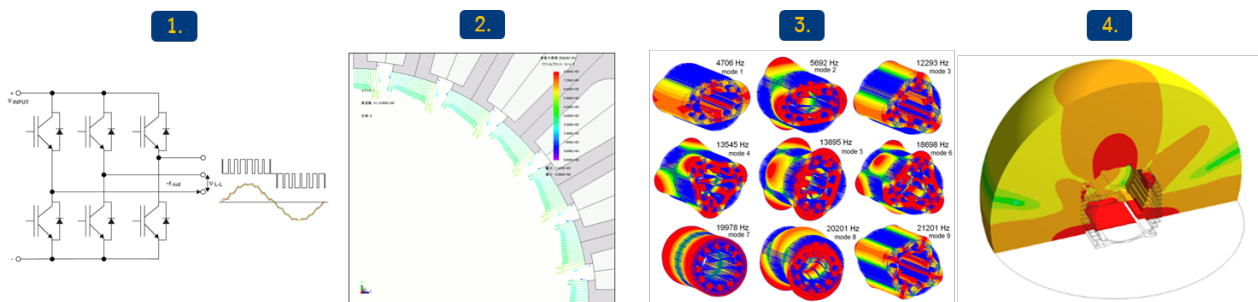 1.
2.
3.
4.
+
V INPUT
-
~f out
V L-L
4706 Hz
mode 1
5692 Hz
mode 2
12293 Hz
mode 3
13545 Hz
mode 4
13895 Hz
mode 5
18698 Hz
mode 6
19978 Hz
mode 7
20201 Hz
mode 8
21201 Hz
mode 9